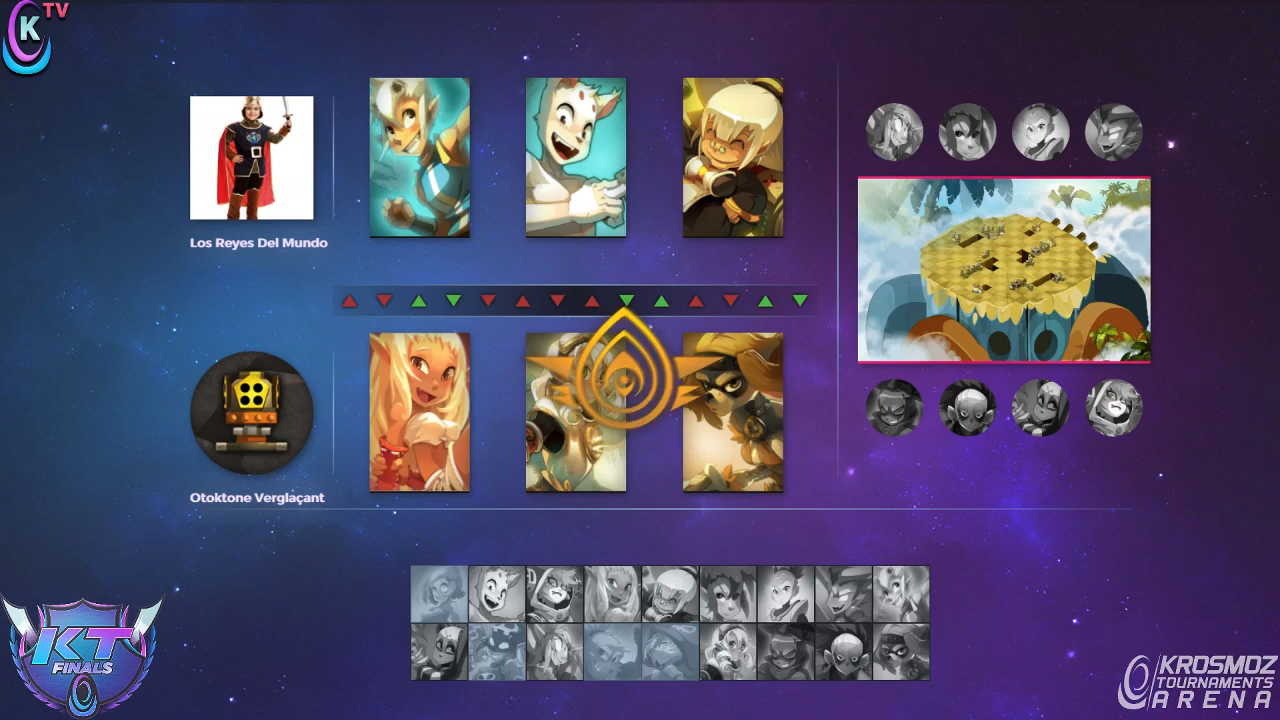 K TV
Los Reyes Del Mundo
Otoktone Verglaçant
KT
FINALS
KROSMOZ
TOURNAMENTS
ARENA